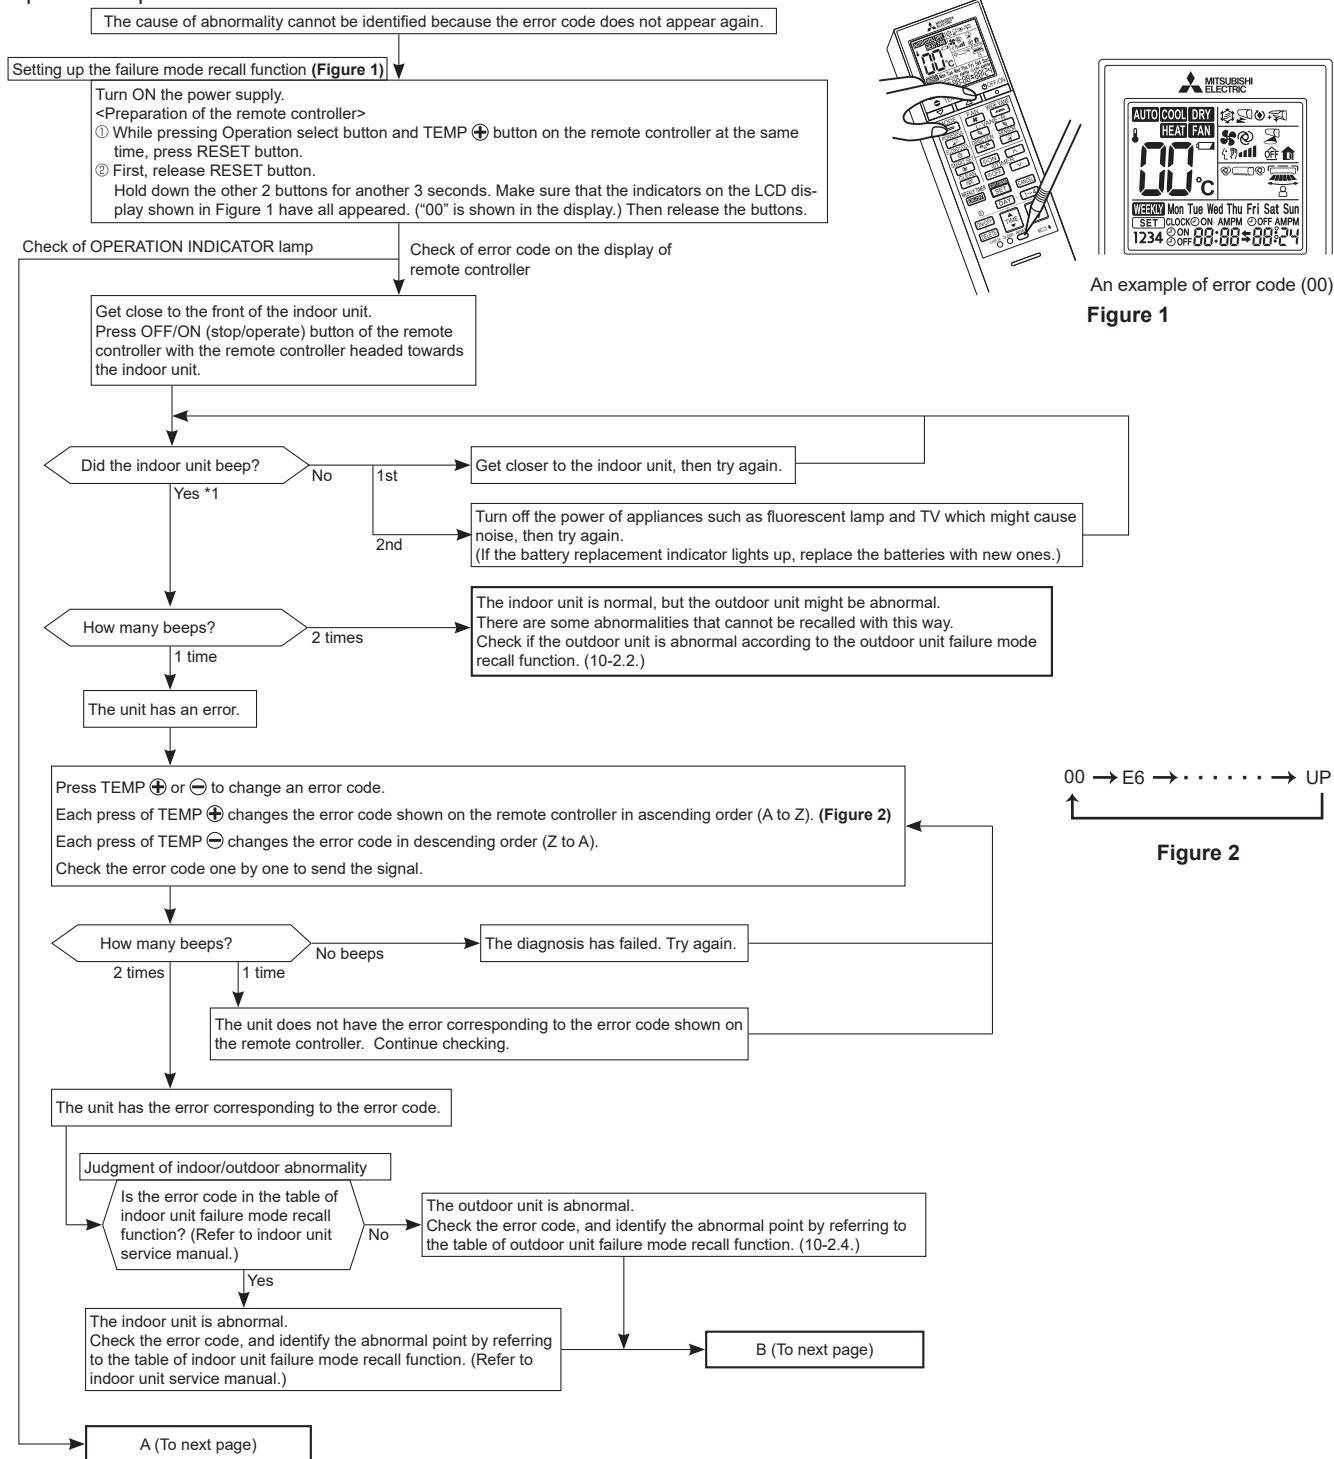 The cause of abnormality cannot be identified because the error code does not appear again.
Setting up the failure mode recall function (Figure 1)
Turn ON the power supply.
<Preparation of the remote controller>
① While pressing Operation select button and TEMP ⊕ button on the remote controller at the same
time, press RESET button.
② First, release RESET button.
Hold down the other 2 buttons for another 3 seconds. Make sure that the indicators on the LCD dis-
play shown in Figure 1 have all appeared. (“00” is shown in the display.) Then release the buttons.
MITSUBISHI
ELECTRIC
AUTO COOL DRY
HEAT FAN
00°C
OFF
WEEKLY Mon Tue Wed Thu Fri Sat Sun
SET CLOCK ON AMPM OFF AMPM
1234 ON OFF 88:88 88:24
An example of error code (00)
Figure 1
Check of OPERATION INDICATOR lamp
Check of error code on the display of
remote controller
Get close to the front of the indoor unit.
Press OFF/ON (stop/operate) button of the remote
controller with the remote controller headed towards
the indoor unit.
Did the indoor unit beep?
No
1st
Get closer to the indoor unit, then try again.
Yes *1
2nd
Turn off the power of appliances such as fluorescent lamp and TV which might cause
noise, then try again.
(If the battery replacement indicator lights up, replace the batteries with new ones.)
How many beeps?
2 times
The indoor unit is normal, but the outdoor unit might be abnormal.
There are some abnormalities that cannot be recalled with this way.
Check if the outdoor unit is abnormal according to the outdoor unit failure mode
recall function. (10-2.2.)
1 time
The unit has an error.
Press TEMP ⊕ or ⊖ to change an error code.
Each press of TEMP ⊕ changes the error code shown on the remote controller in ascending order (A to Z). (Figure 2)
Each press of TEMP ⊖ changes the error code in descending order (Z to A).
Check the error code one by one to send the signal.
00 → E6 → · · · · · · → UP
Figure 2
How many beeps?
No beeps
The diagnosis has failed. Try again.
2 times
1 time
The unit does not have the error corresponding to the error code shown on
the remote controller. Continue checking.
The unit has the error corresponding to the error code.
Judgment of indoor/outdoor abnormality
Is the error code in the table of
indoor unit failure mode recall
function? (Refer to indoor unit
service manual.)
No
The outdoor unit is abnormal.
Check the error code, and identify the abnormal point by referring to
the table of outdoor unit failure mode recall function. (10-2.4.)
Yes
The indoor unit is abnormal.
Check the error code, and identify the abnormal point by referring
to the table of indoor unit failure mode recall function. (Refer to
indoor unit service manual.)
B (To next page)
A (To next page)